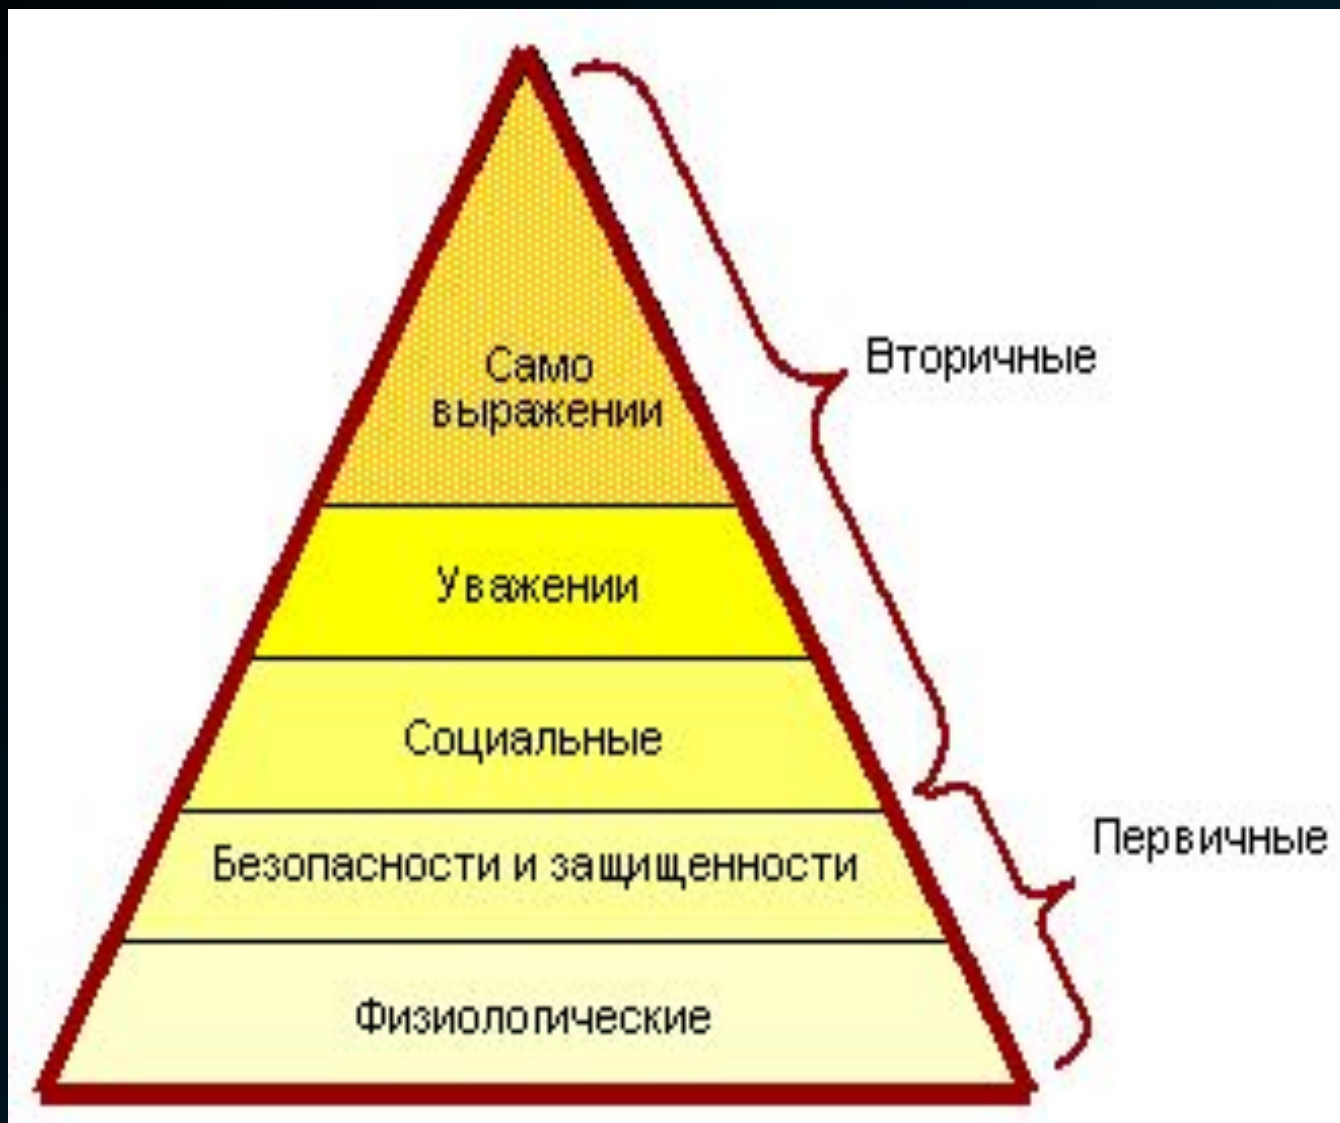 Само
выражении
Вторичные
Уважении
Социальные
Безопасности и защищенности
Первичные
Физиологические